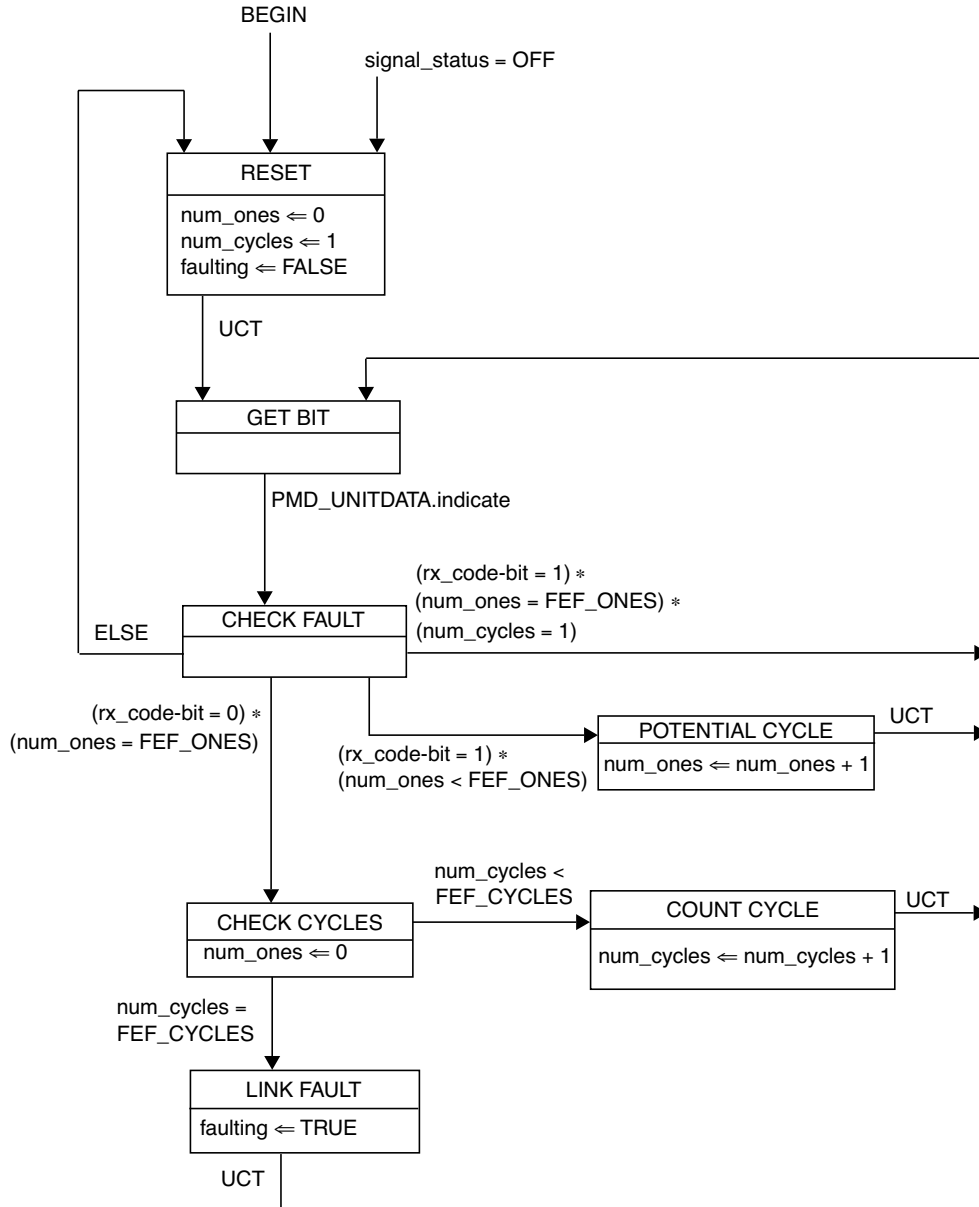 BEGIN
signal_status = OFF
RESET
num_ones ⇐ 0
num_cycles ⇐ 1
faulting ⇐ FALSE
UCT
GET BIT
PMD_UNITDATA.indicate
(rx_code-bit = 1) *
(num_ones = FEF_ONES) *
(num_cycles = 1)
CHECK FAULT
ELSE
(rx_code-bit = 0) *
(num_ones = FEF_ONES)
(rx_code-bit = 1) *
(num_ones < FEF_ONES)
POTENTIAL CYCLE
num_ones ⇐ num_ones + 1
UCT
num_cycles <
FEF_CYCLES
CHECK CYCLES
num_ones ⇐ 0
COUNT CYCLE
num_cycles ⇐ num_cycles + 1
UCT
num_cycles =
FEF_CYCLES
LINK FAULT
faulting ⇐ TRUE
UCT